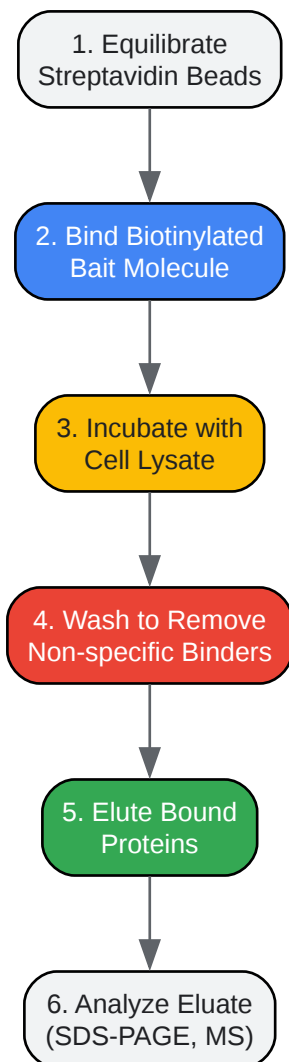 1. Equilibrate
Streptavidin Beads
2. Bind Biotinylated
Bait Molecule
3. Incubate with
Cell Lysate
4. Wash to Remove
Non-specific Binders
5. Elute Bound
Proteins
6. Analyze Eluate
(SDS-PAGE, MS)